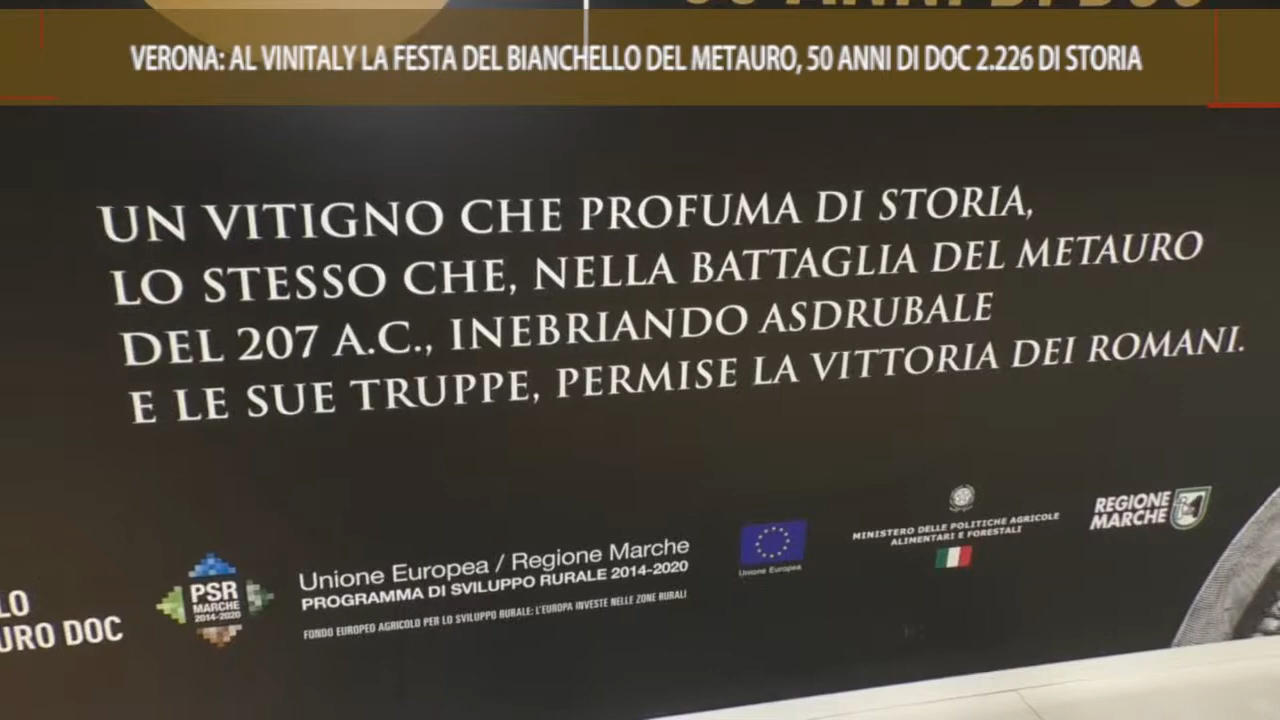 50 ANNI DI DOC
VERONA: AL VINITALY LA FESTA DEL BIANCHELLO DEL METAURO, 50 ANNI DI DOC 2.226 DI STORIA
UN VITIGNO CHE PROFUMA DI STORIA,
LO STESSO CHE, NELLA BATTAGLIA DEL METAURO
DEL 207 A.C., INEBRIANDO ASDRUBALE
E LE SUE TRUPPE, PERMISE LA VITTORIA DEI ROMANI.
LO
URO DOC
PSR
MARCHE
2014-2020
Unione Europea / Regione Marche
PROGRAMMA DI SVILUPPO RURALE 2014-2020
FONDO EUROPEO AGRICOLO PER LO SVILUPPO RURALE: L'EUROPA INVESTE NELLE ZONE RURALI
Unione Europea
MINISTERO DELLE POLITICHE AGRICOLE
ALIMENTARI E FORESTALI
REGIONE
MARCHE